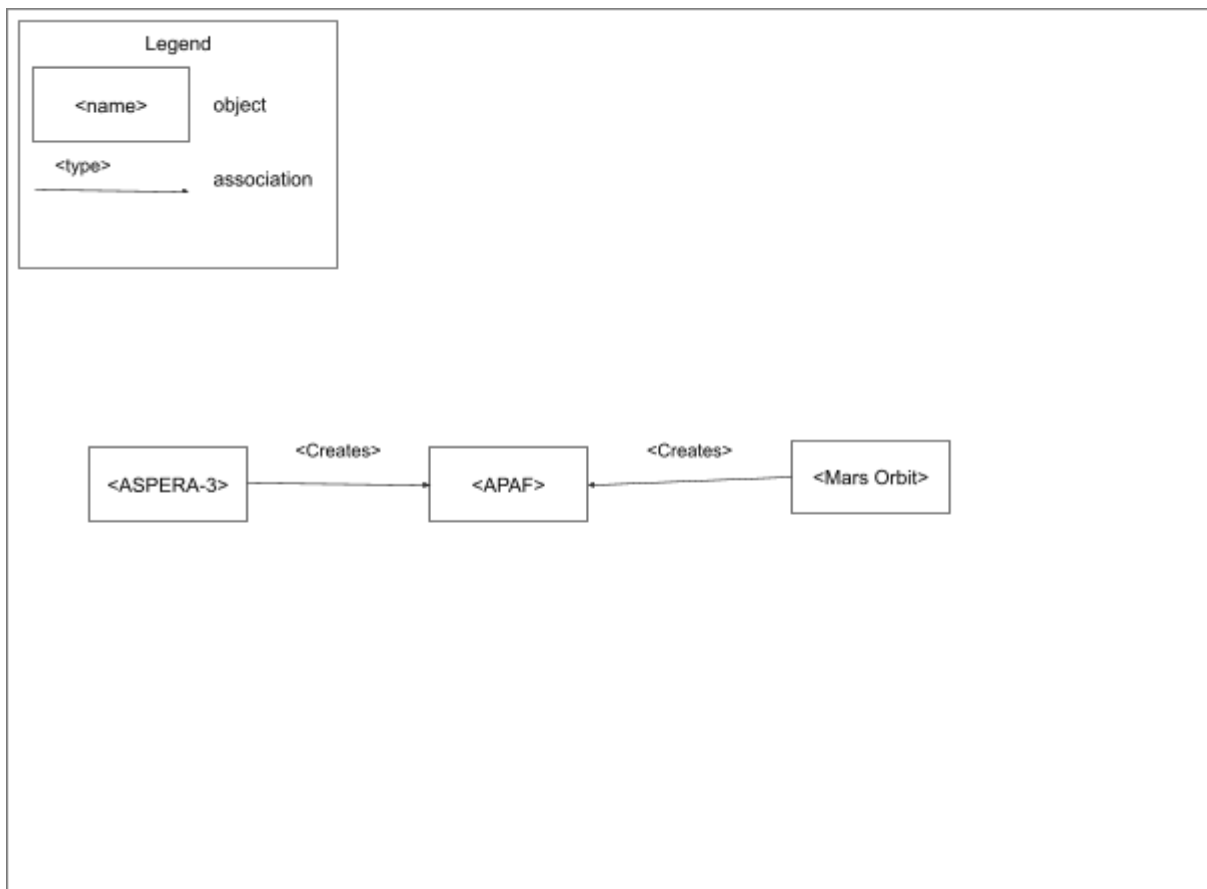 Legend
<name>
object
<type>
association
<Creates>
<Creates>
<ASPERA-3>
<APAF>
<Mars Orbit>